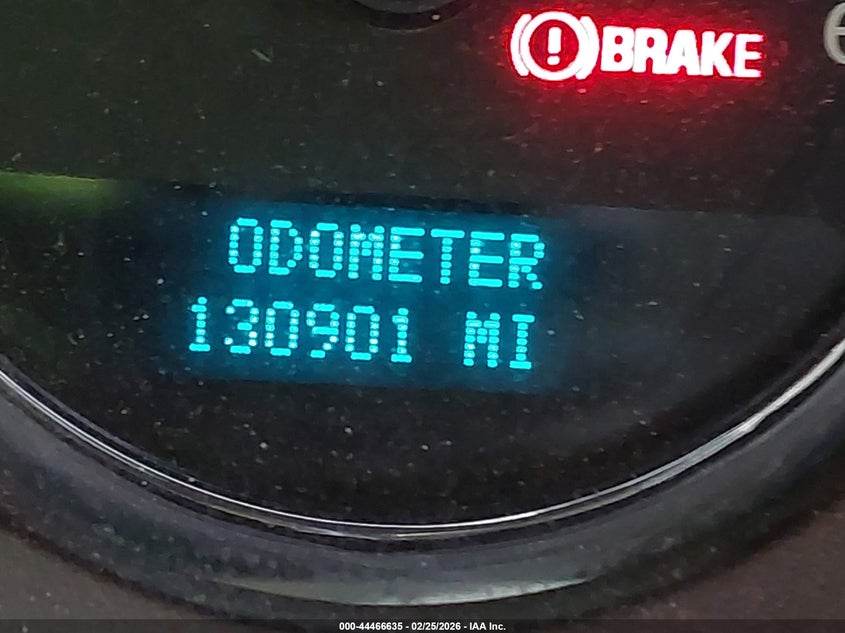 BRAKE
ODOMETER
130901 MI
000-44466635 - 02/25/2026 - IAA Inc.